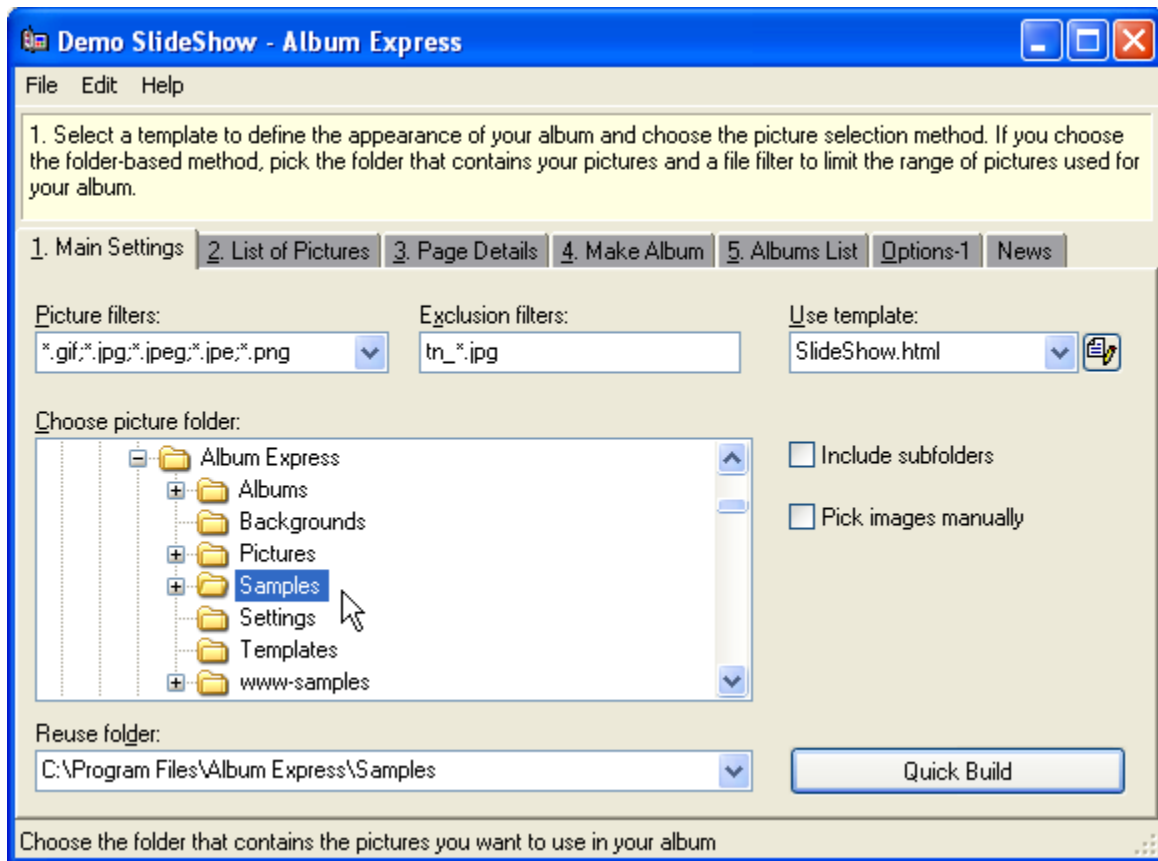 Demo SlideShow - Album Express
File Edit Help
1. Select a template to define the appearance of your album and choose the picture selection method. If you choose
the folder-based method, pick the folder that contains your pictures and a file filter to limit the range of pictures used for
your album.
1. Main Settings 2. List of Pictures 3. Page Details 4. Make Album 5. Albums List Options-1 News
Picture filters: Exclusion filters: Use template:
*.gif;*.jpg;*.jpeg;*.jpe;*.png tn_*.jpg SlideShow.html
Choose picture folder:
Album Express Include subfolders
Albums
Backgrounds Pick images manually
Pictures
Samples
Settings
Templates
www-samples
Reuse folder:
C:\Program Files\Album Express\Samples Quick Build
Choose the folder that contains the pictures you want to use in your album